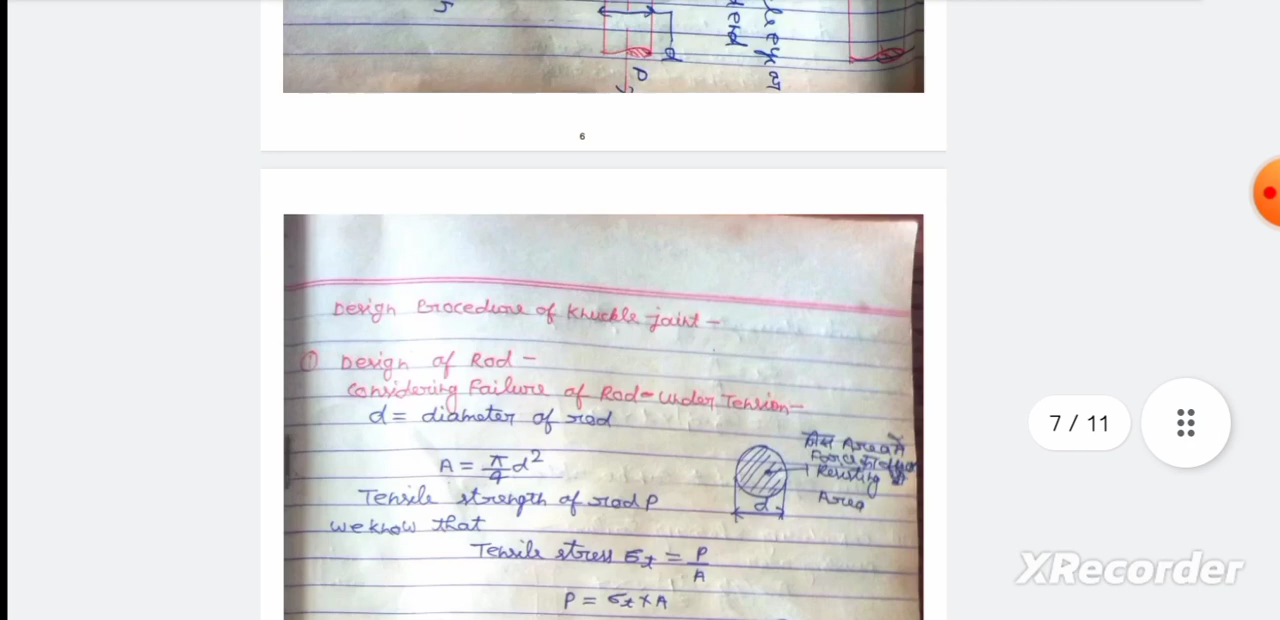 d
P
6
Design Procedure of Knuckle joint -
① Design of Rod -
Considering Failure of Rod - under Tension -
d = diameter of rod
A = π/4 d²
Area
Force
Resisting
Area
d
Tensile strength of rod P
we know that
Tensile stress σt = P/A
P = σt × A
7 / 11
XRecorder